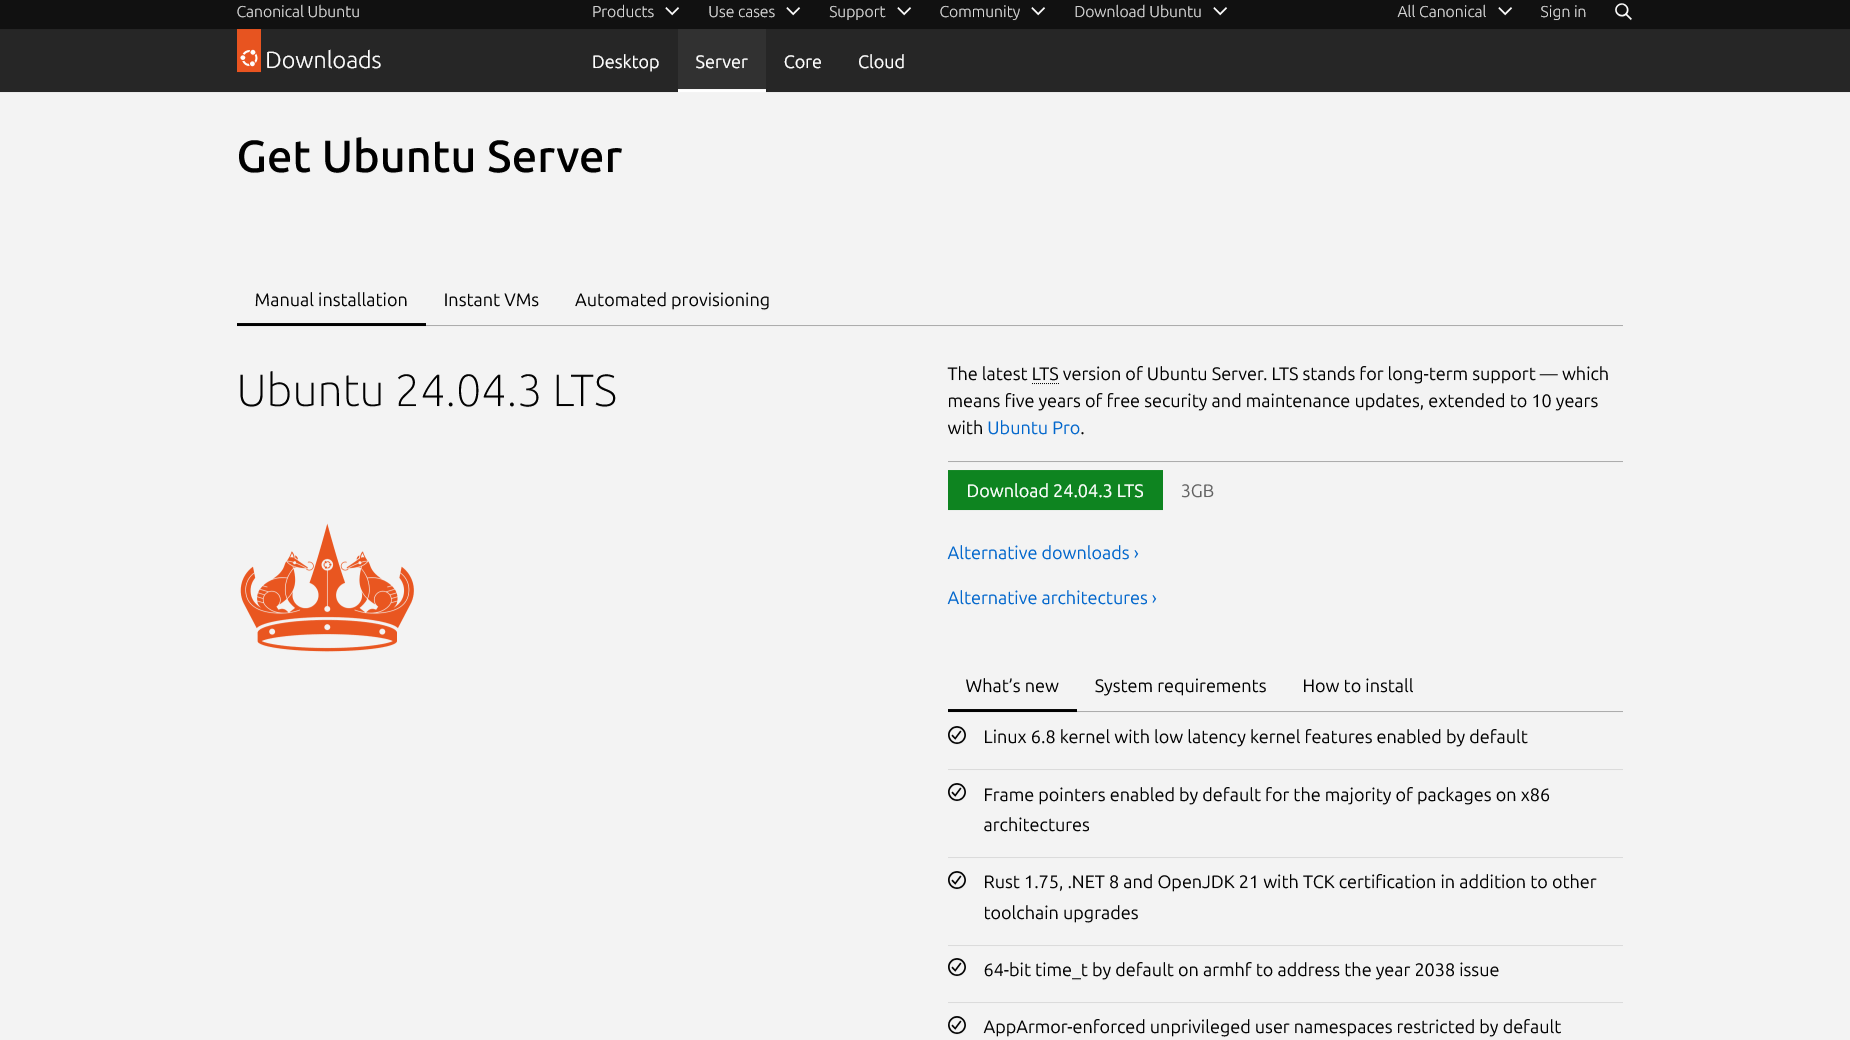 Canonical Ubuntu
Products
Use cases
Support
Community
Download Ubuntu
All Canonical
Sign in
Downloads
Desktop
Server
Core
Cloud
Get Ubuntu Server
Manual installation
Instant VMs
Automated provisioning
Ubuntu 24.04.3 LTS
The latest LTS version of Ubuntu Server. LTS stands for long-term support — which
means five years of free security and maintenance updates, extended to 10 years
with Ubuntu Pro.
Download 24.04.3 LTS
3GB
Alternative downloads ›
Alternative architectures ›
What’s new
System requirements
How to install
Linux 6.8 kernel with low latency kernel features enabled by default
Frame pointers enabled by default for the majority of packages on x86
architectures
Rust 1.75, .NET 8 and OpenJDK 21 with TCK certification in addition to other
toolchain upgrades
64-bit time_t by default on armhf to address the year 2038 issue
AppArmor-enforced unprivileged user namespaces restricted by default